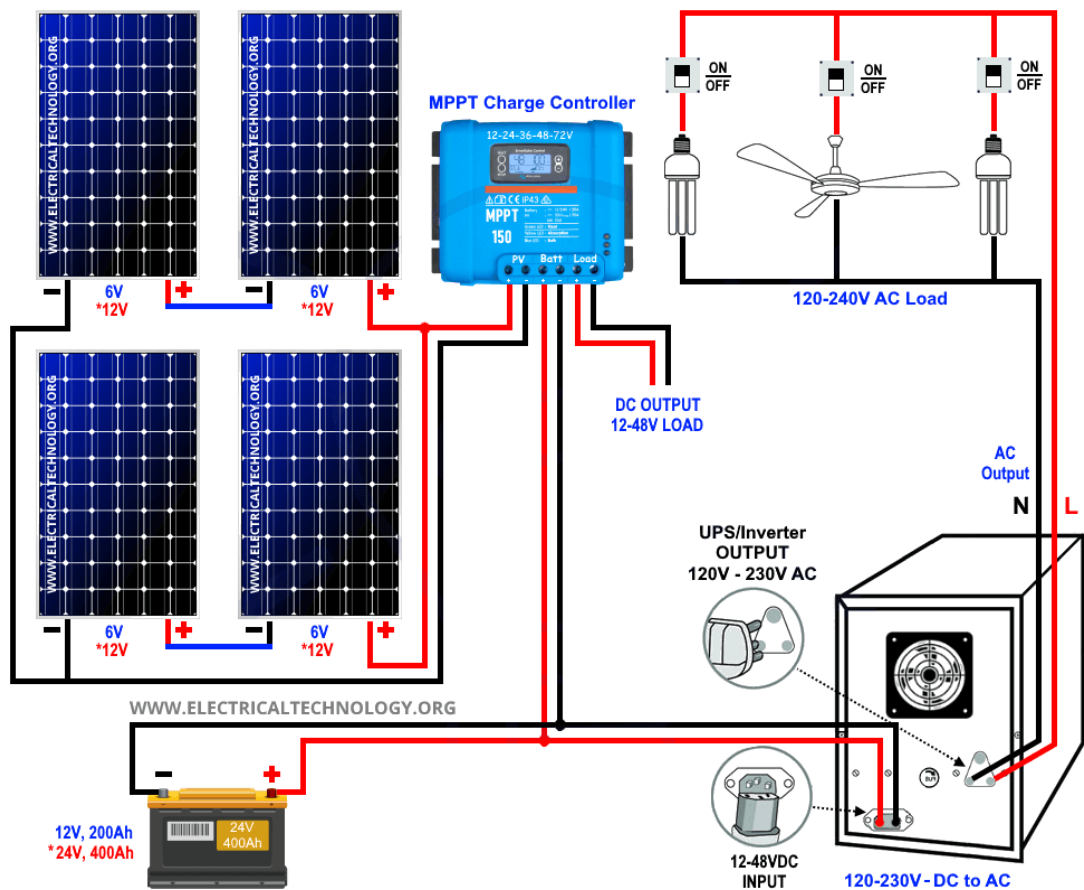 WWW.ELECTRICALTECHNOLOGY.ORG
WWW.ELECTRICALTECHNOLOGY.ORG
- 6V +
*12V
- 6V +
*12V
MPPT Charge Controller
12-24-36-48-72V
CE IP43
MPPT
150
PV Batt Load
+ - + - + -
DC OUTPUT
12-48V LOAD
ON
OFF
ON
OFF
ON
OFF
120-240V AC Load
WWW.ELECTRICALTECHNOLOGY.ORG
WWW.ELECTRICALTECHNOLOGY.ORG
- 6V +
*12V
- 6V +
*12V
AC
Output
N L
UPS/Inverter
OUTPUT
120V - 230V AC
WWW.ELECTRICALTECHNOLOGY.ORG
- +
12V, 200Ah
*24V, 400Ah
24V
400Ah
12-48VDC
INPUT
120-230V - DC to AC